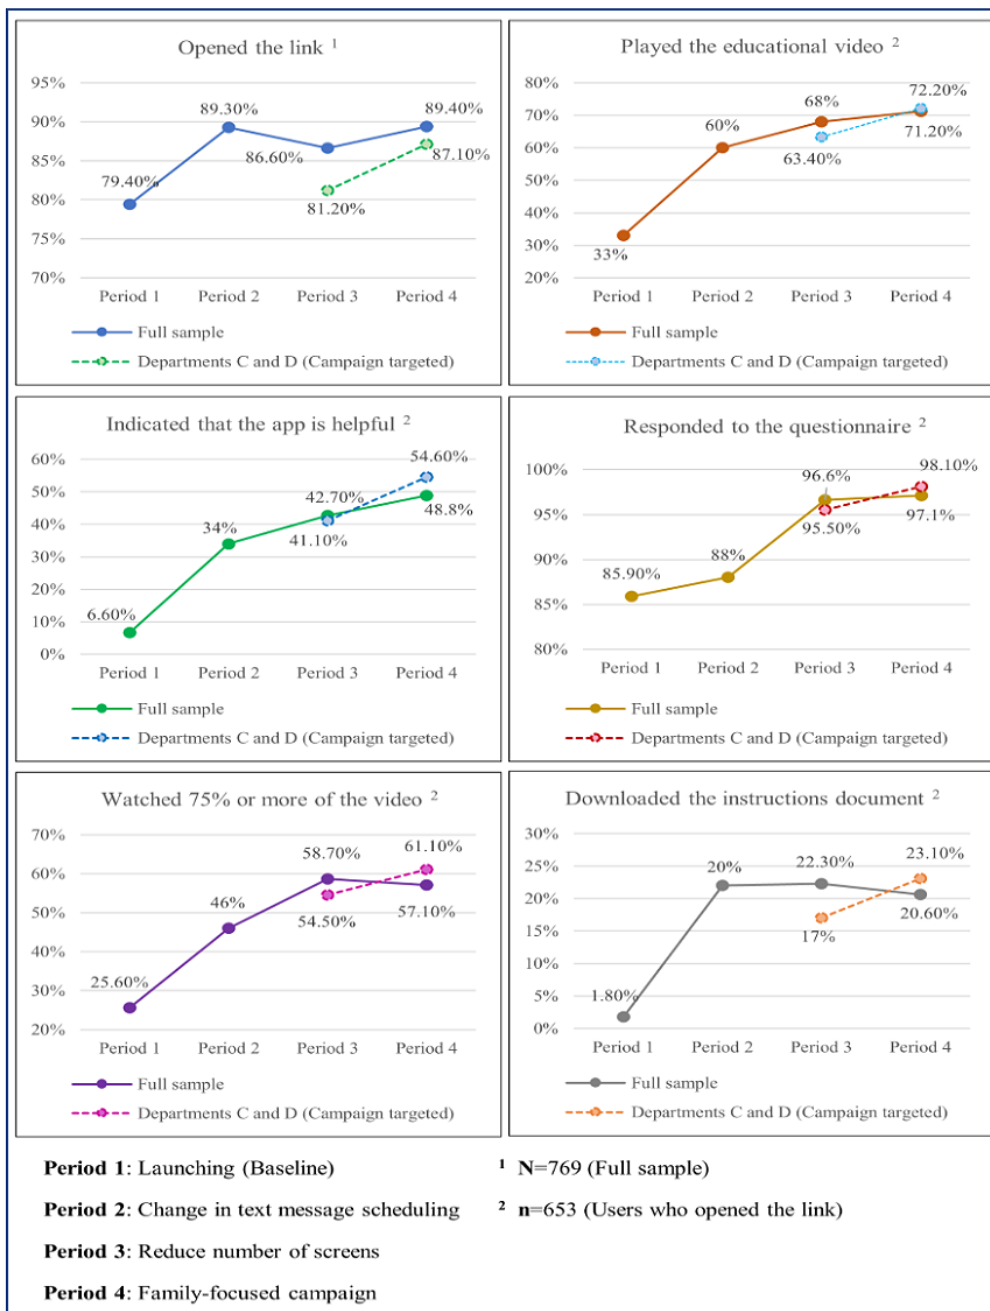 Opened the link ¹
95%
90%
85%
80%
75%
70%
79.40%
89.30%
86.60%
89.40%
81.20%
87.10%
Period 1 Period 2 Period 3 Period 4
Full sample
Departments C and D (Campaign targeted)
Played the educational video ²
80%
70%
60%
50%
40%
30%
20%
33%
60%
68%
72.20%
63.40%
71.20%
Period 1 Period 2 Period 3 Period 4
Full sample
Departments C and D (Campaign targeted)
Indicated that the app is helpful ²
60%
50%
40%
30%
20%
10%
0%
6.60%
34%
42.70%
54.60%
41.10%
48.8%
Period 1 Period 2 Period 3 Period 4
Full sample
Departments C and D (Campaign targeted)
Responded to the questionnaire ²
100%
95%
90%
85%
80%
85.90%
88%
96.6%
98.10%
95.50%
97.1%
Period 1 Period 2 Period 3 Period 4
Full sample
Departments C and D (Campaign targeted)
Watched 75% or more of the video ²
70%
60%
50%
40%
30%
20%
25.60%
46%
58.70%
61.10%
54.50%
57.10%
Period 1 Period 2 Period 3 Period 4
Full sample
Departments C and D (Campaign targeted)
Downloaded the instructions document ²
30%
25%
20%
15%
10%
5%
0%
1.80%
20%
22.30%
23.10%
17%
20.60%
Period 1 Period 2 Period 3 Period 4
Full sample
Departments C and D (Campaign targeted)
Period 1: Launching (Baseline)
Period 2: Change in text message scheduling
Period 3: Reduce number of screens
Period 4: Family-focused campaign
¹ N=769 (Full sample)
² n=653 (Users who opened the link)